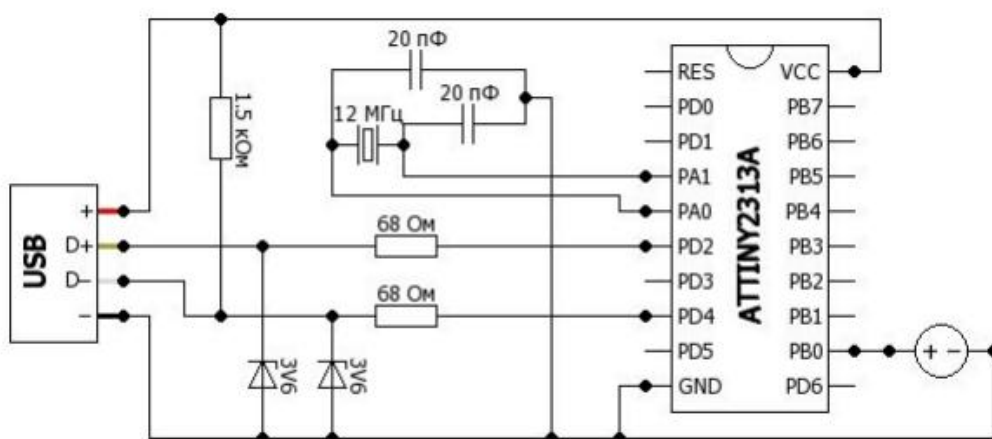 20 пФ
20 пФ
12 МГц
1.5 кОм
USB
+
D+
D−
−
68 Ом
68 Ом
3V6
3V6
ATTINY2313A
RES
PD0
PD1
PA1
PA0
PD2
PD3
PD4
PD5
GND
VCC
PB7
PB6
PB5
PB4
PB3
PB2
PB1
PB0
PD6
+ −